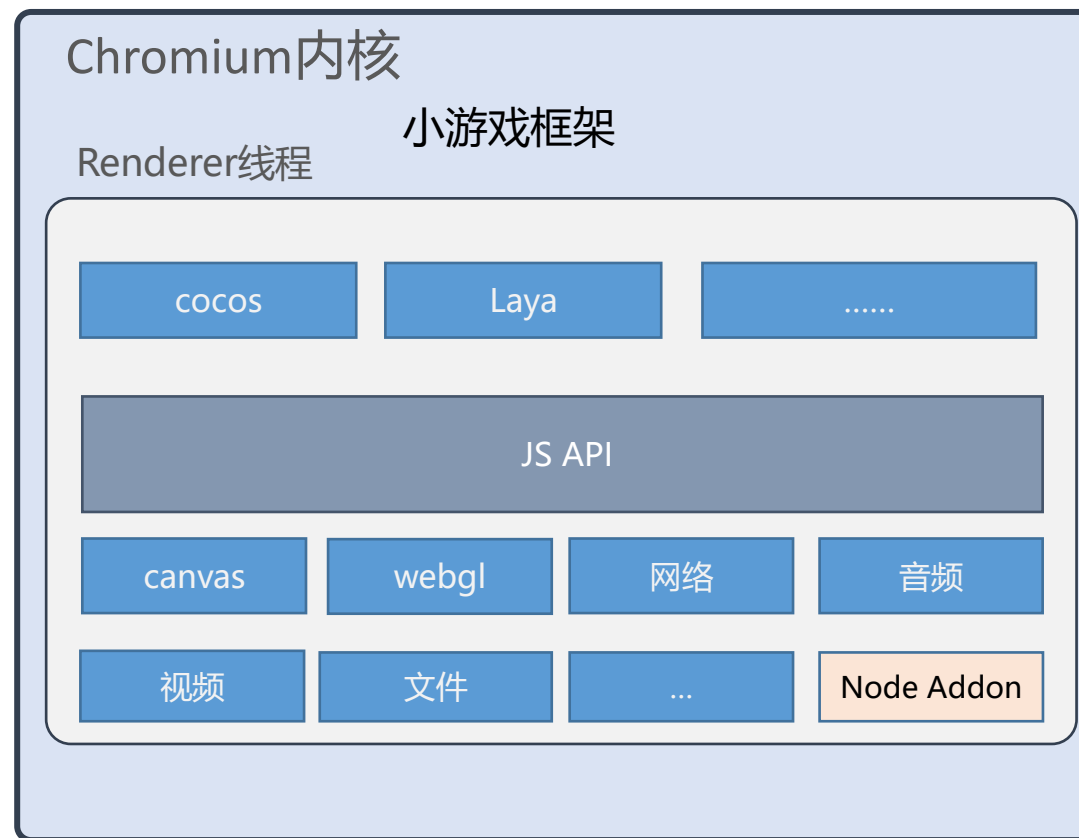 Chromium内核
小游戏框架
Renderer线程
cocos Laya ......
JS API
canvas webgl 网络 音频
视频 文件 ... Node Addon